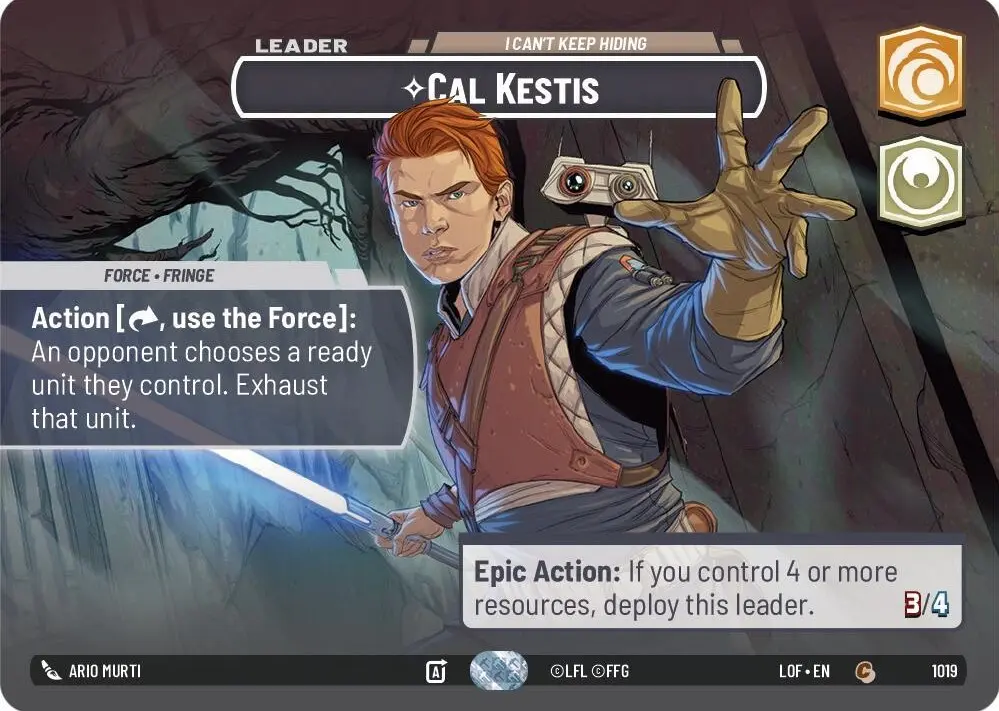 LEADER
I CAN'T KEEP HIDING
✧CAL KESTIS
FORCE • FRINGE
Action [, use the Force]:
An opponent chooses a ready
unit they control. Exhaust
that unit.
Epic Action: If you control 4 or more
resources, deploy this leader.
3/4
ARIO MURTI
A
©LFL ©FFG
LOF • EN
C
1019